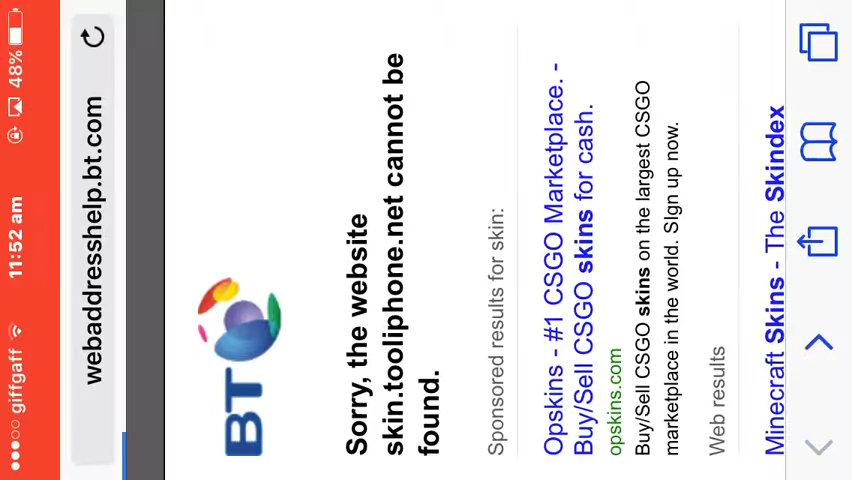 giffgaff 11:52 am 48%
webaddresshelp.bt.com
BT
Sorry, the website
skin.tooliphone.net cannot be
found.
Sponsored results for skin:
Opskins - #1 CSGO Marketplace. -
Buy/Sell CSGO skins for cash.
opskins.com
Buy/Sell CSGO skins on the largest CSGO
marketplace in the world. SIgn up now.
Web results
Minecraft Skins - The Skindex